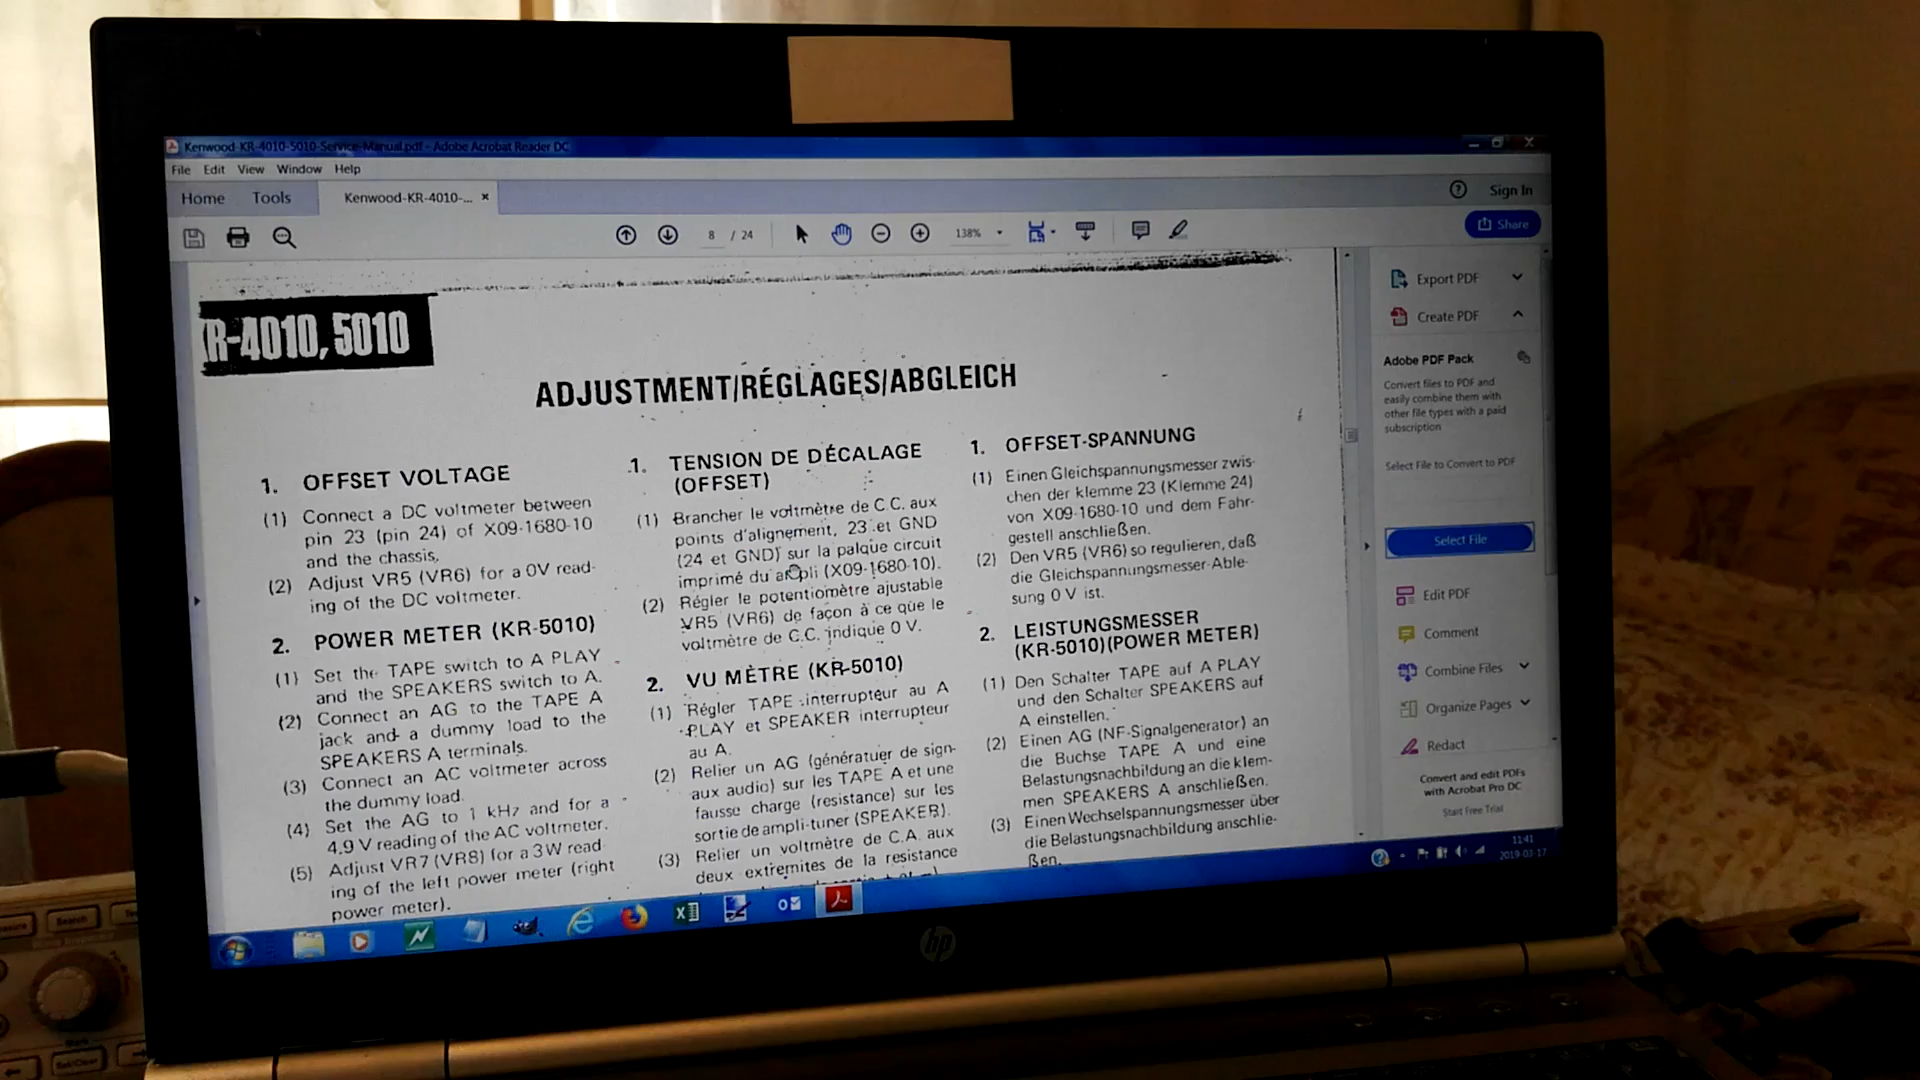 Kenwood-KR-4010-5010-Service-Manual.pdf - Adobe Acrobat Reader DC
File Edit View Window Help
Home Tools Kenwood-KR-4010-... ×
Sign In
8 / 24
138%
Share
R-4010, 5010
ADJUSTMENT/RÉGLAGES/ABGLEICH
1. OFFSET VOLTAGE
(1) Connect a DC voltmeter between
pin 23 (pin 24) of X09-1680-10
and the chassis.
(2) Adjust VR5 (VR6) for a 0V read-
ing of the DC voltmeter.
2. POWER METER (KR-5010)
(1) Set the TAPE switch to A PLAY
and the SPEAKERS switch to A.
(2) Connect an AG to the TAPE A
jack and a dummy load to the
SPEAKERS A terminals.
(3) Connect an AC voltmeter across
the dummy load.
(4) Set the AG to 1 kHz and for a
4.9 V reading of the AC voltmeter.
(5) Adjust VR7 (VR8) for a 3W read-
ing of the left power meter (right
power meter).
1. TENSION DE DÉCALAGE
(OFFSET)
(1) Brancher le voltmètre de C.C. aux
points d'alignement, 23 et GND
(24 et GND) sur la palque circuit
imprimé du ampli (X09-1680-10).
(2) Régler le potentiomètre ajustable
VR5 (VR6) de façon à ce que le
voltmètre de C.C. indique 0 V.
2. VU MÈTRE (KR-5010)
(1) Régler TAPE interrupteur au A
PLAY et SPEAKER interrupteur
au A.
(2) Relier un AG (génératuer de sign-
aux audio) sur les TAPE A et une
fausse charge (resistance) sur les
sortie de ampli-tuner (SPEAKER).
(3) Relier un voltmètre de C.A. aux
deux extremites de la resistance
1. OFFSET-SPANNUNG
(1) Einen Gleichspannungsmesser zwis-
chen der klemme 23 (Klemme 24)
von X09-1680-10 und dem Fahr-
gestell anschließen.
(2) Den VR5 (VR6) so regulieren, daß
die Gleichspannungsmesser-Able-
sung 0 V ist.
2. LEISTUNGSMESSER
(KR-5010)(POWER METER)
(1) Den Schalter TAPE auf A PLAY
und den Schalter SPEAKERS auf
A einstellen.
(2) Einen AG (NF-Signalgenerator) an
die Buchse TAPE A und eine
Belastungsnachbildung an die klem-
men SPEAKERS A anschließen.
(3) Einen Wechselspannungsmesser über
die Belastungsnachbildung anschlie-
ßen.
Export PDF
Create PDF
Adobe PDF Pack
Convert files to PDF and
easily combine them with
other file types with a paid
subscription
Select File to Convert to PDF
Select File
Edit PDF
Comment
Combine Files
Organize Pages
Redact
Convert and edit PDFs
with Acrobat Pro DC
Start Free Trial
11:41
2019-03-17
hp
Search